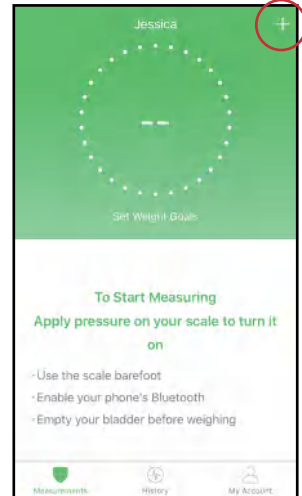 Jessica
+
--
Set Weight Goals
To Start Measuring
Apply pressure on your scale to turn it
on
-Use the scale barefoot
-Enable your phone's Bluetooth
-Empty your bladder before weighing
Measurements History My Account